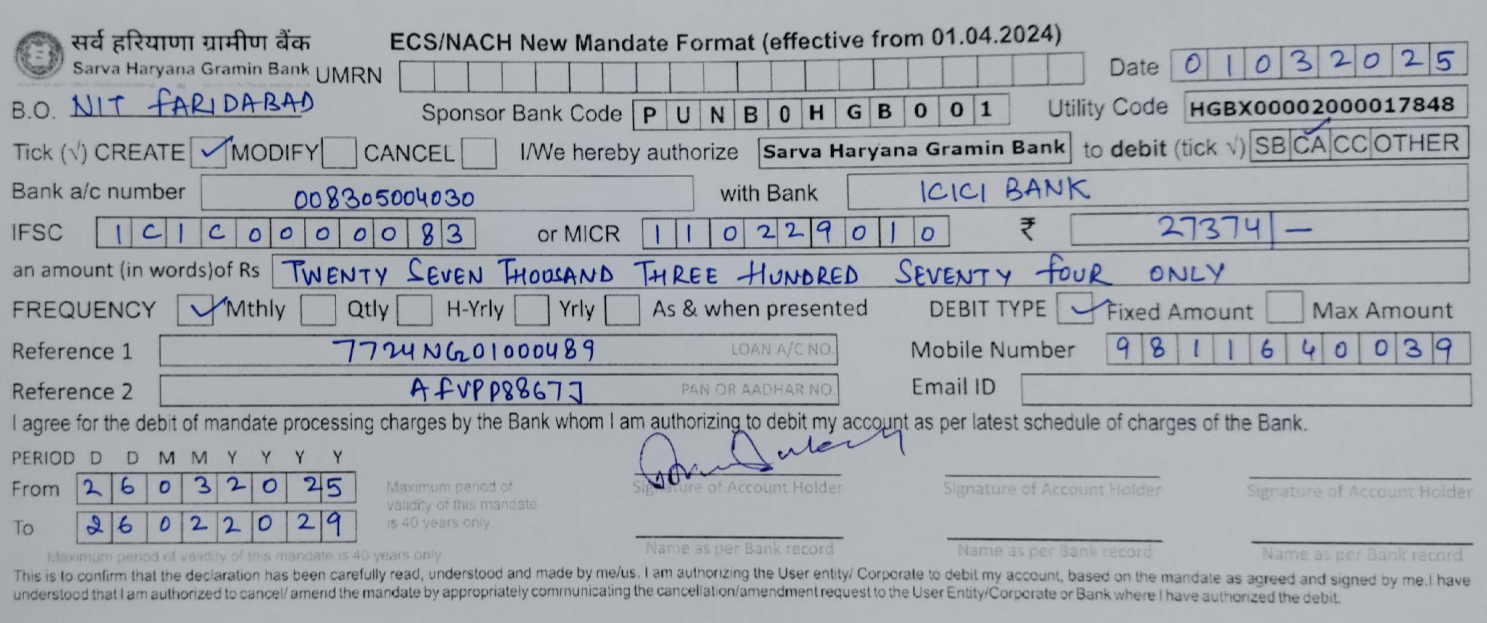 सर्व हरियाणा ग्रामीण बैंक ECS/NACH New Mandate Format (effective from 01.04.2024)
Sarva Haryana Gramin Bank UMRN Date 01032025
B.O. NIT FARIDABAD Sponsor Bank Code PUNB0HGB001 Utility Code HGBX00002000017848
Tick (√) CREATE ✓ MODIFY CANCEL I/We hereby authorize Sarva Haryana Gramin Bank to debit (tick √) SB CA ✓ CC OTHER
Bank a/c number 008305004030 with Bank ICICI BANK
IFSC ICIC0000083 or MICR 110229010 ₹ 27374/-
an amount (in words)of Rs TWENTY SEVEN THOUSAND THREE HUNDRED SEVENTY FOUR ONLY
FREQUENCY ✓ Mthly Qtly H-Yrly Yrly As & when presented DEBIT TYPE ✓ Fixed Amount Max Amount
Reference 1 7724NG01000489 LOAN A/C NO. Mobile Number 9811640039
Reference 2 AFVPP8867J PAN OR AADHAR NO. Email ID
I agree for the debit of mandate processing charges by the Bank whom I am authorizing to debit my account as per latest schedule of charges of the Bank.
PERIOD D D M M Y Y Y Y
From 26032025 Maximum period of validity of this mandate is 40 years only Signature of Account Holder Signature of Account Holder Signature of Account Holder
To 26022029
Maximum period of validity of this mandate is 40 years only Name as per Bank record Name as per Bank record Name as per Bank record
This is to confirm that the declaration has been carefully read, understood and made by me/us. I am authorizing the User entity/ Corporate to debit my account, based on the mandate as agreed and signed by me.I have
understood that I am authorized to cancel/ amend the mandate by appropriately communicating the cancellation/amendment request to the User Entity/Corporate or Bank where I have authorized the debit.